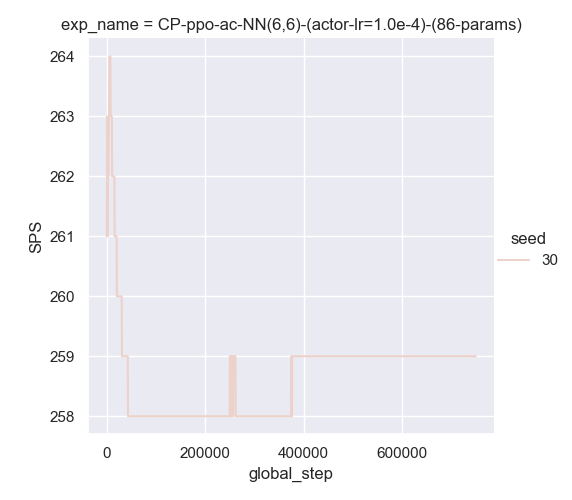 exp_name = CP-ppo-ac-NN(6,6)-(actor-lr=1.0e-4)-(86-params)
264
263
262
261
260
259
258
SPS
0 200000 400000 600000
global_step
seed
30